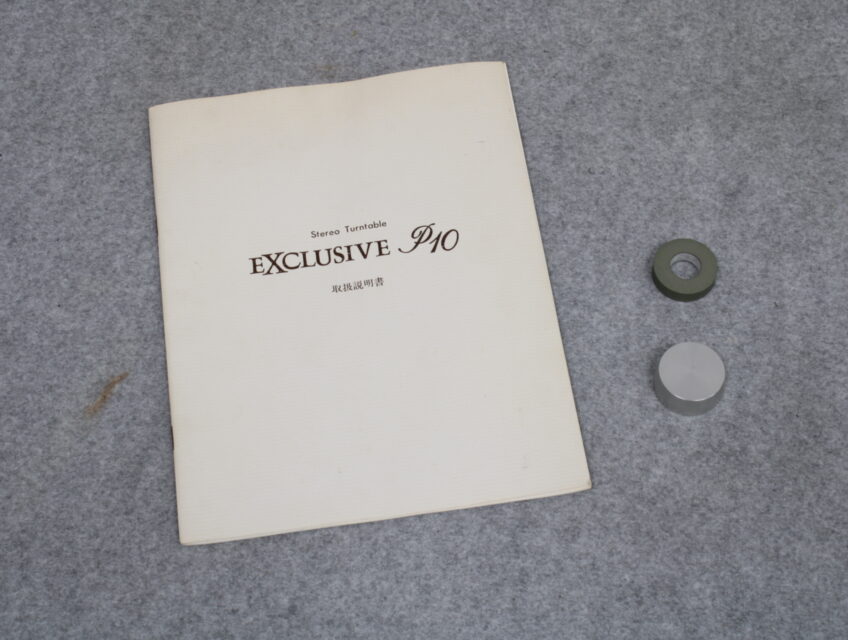 Stereo Turntable
EXCLUSIVE P10
取扱説明書